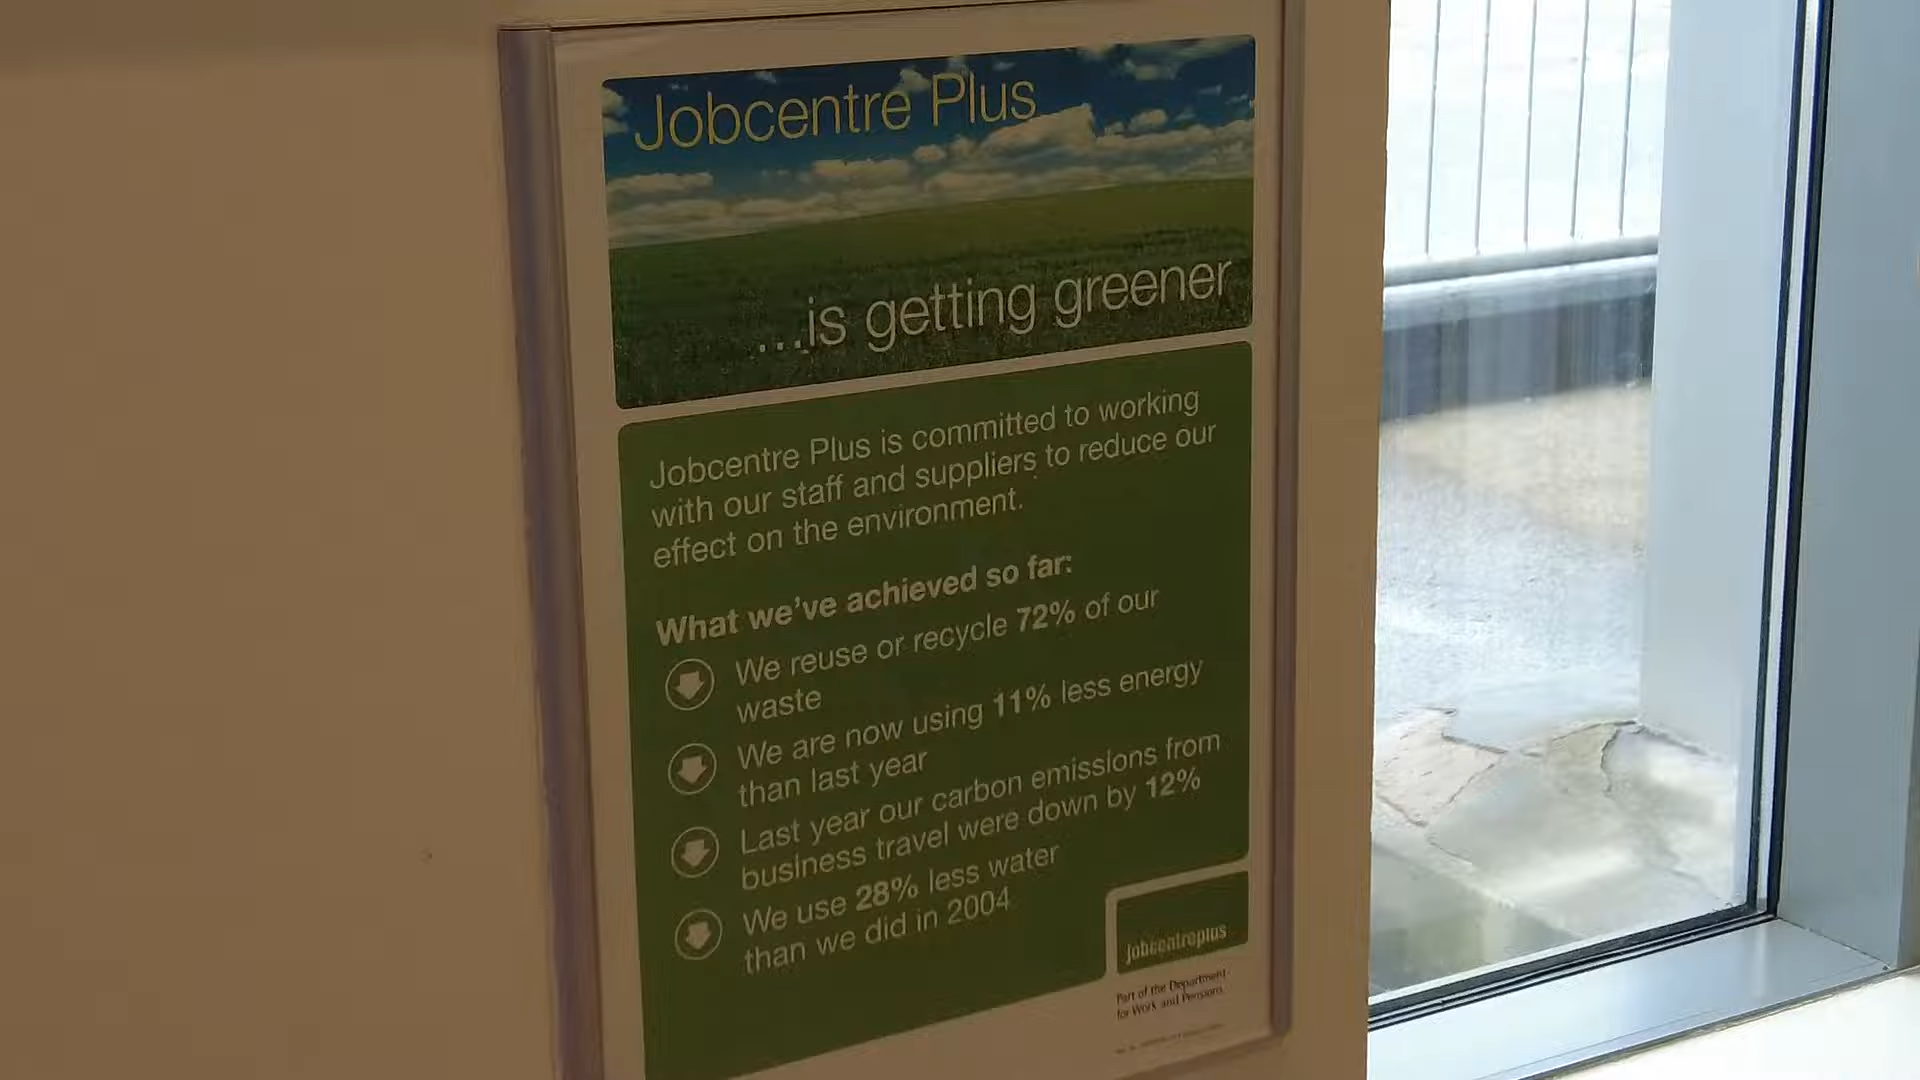 Jobcentre Plus
...is getting greener
Jobcentre Plus is committed to working
with our staff and suppliers to reduce our
effect on the environment.
What we've achieved so far:
We reuse or recycle 72% of our
waste
We are now using 11% less energy
than last year
Last year our carbon emissions from
business travel were down by 12%
We use 28% less water
than we did in 2004
jobcentreplus
Part of the Department
for Work and Pensions